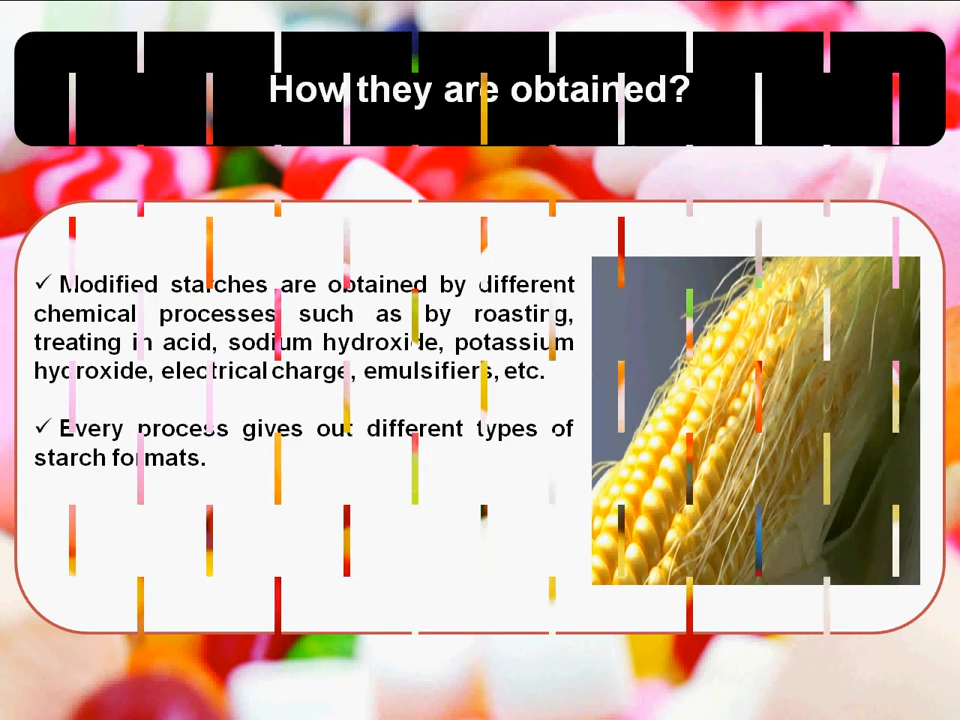 How they are obtained?
✓ Modified starches are obtained by different
chemical processes such as by roasting,
treating in acid, sodium hydroxide, potassium
hydroxide, electrical charge, emulsifiers, etc.
✓ Every process gives out different types of
starch formats.